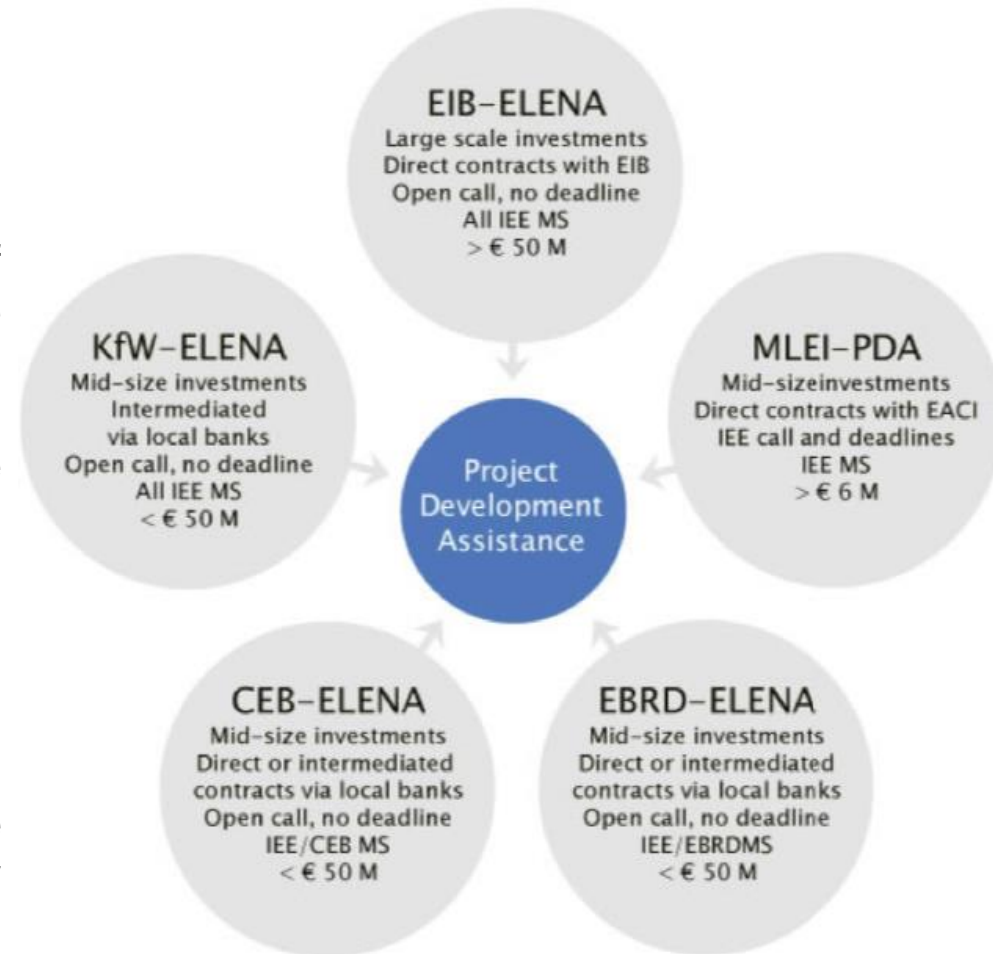 EIB-ELENA
Large scale investments
Direct contracts with EIB
Open call, no deadline
All IEE MS
> € 50 M
KfW-ELENA
Mid-size investments
Intermediated
via local banks
Open call, no deadline
All IEE MS
< € 50 M
MLEI-PDA
Mid-sizeinvestments
Direct contracts with EACI
IEE call and deadlines
IEE MS
> € 6 M
Project
Development
Assistance
CEB-ELENA
Mid-size investments
Direct or intermediated
contracts via local banks
Open call, no deadline
IEE/CEB MS
< € 50 M
EBRD-ELENA
Mid-size investments
Direct or intermediated
contracts via local banks
Open call, no deadline
IEE/EBRDMS
< € 50 M